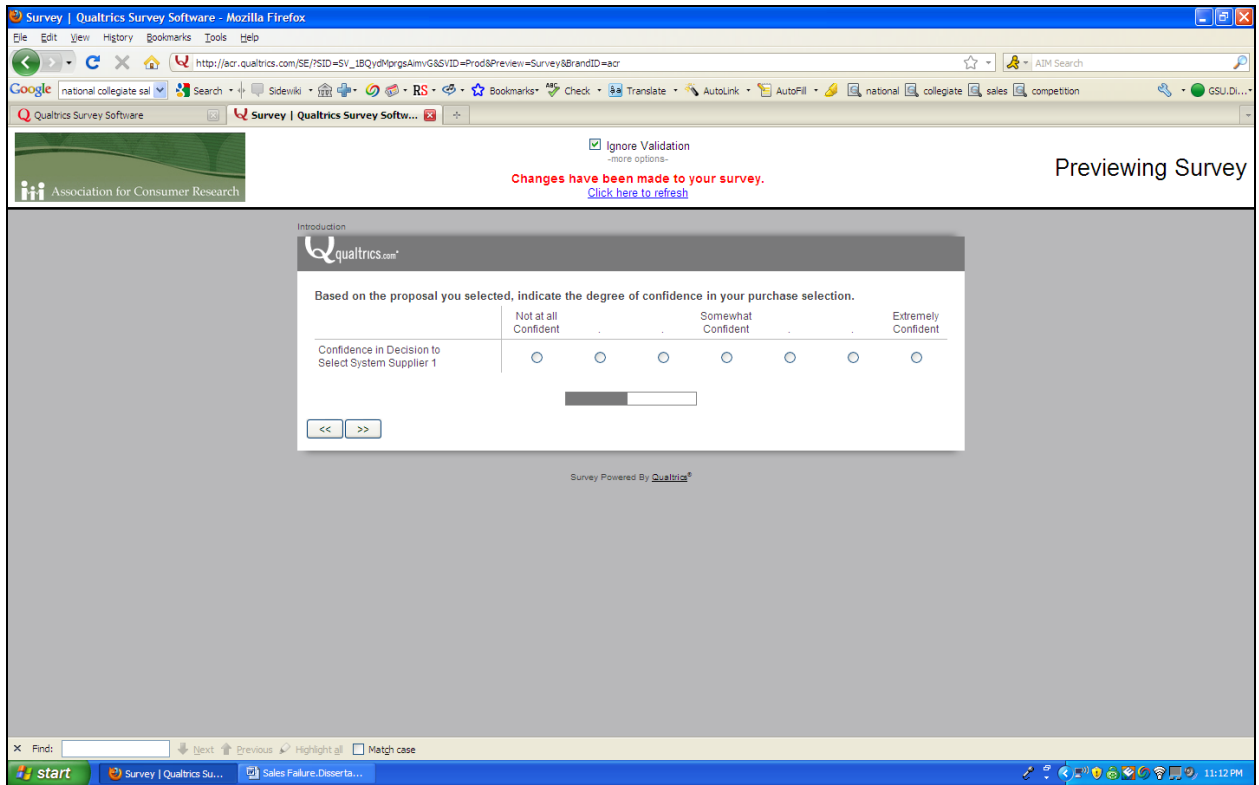 Survey | Qualtrics Survey Software - Mozilla Firefox
File Edit View History Bookmarks Tools Help
http://acr.qualtrics.com/SE/?SID=SV_1BQydMprgsAimvG&SVID=Prod&Preview=Survey&BrandID=acr AIM Search
Google national collegiate sal Search Sidewiki RS Bookmarks Check Translate AutoLink AutoFill national collegiate sales competition GSU.Di...
Qualtrics Survey Software Survey | Qualtrics Survey Softw...
Ignore Validation
-more options-
Changes have been made to your survey.
Click here to refresh
Previewing Survey
Association for Consumer Research
Introduction
qualtrics.com
Based on the proposal you selected, indicate the degree of confidence in your purchase selection.
Not at all Somewhat Extremely
Confident . . Confident . . Confident
Confidence in Decision to
Select System Supplier 1
<< >>
Survey Powered By Qualtrics®
× Find: Next Previous Highlight all Match case
start Survey | Qualtrics Su... Sales Failure.Disserta... 11:12 PM